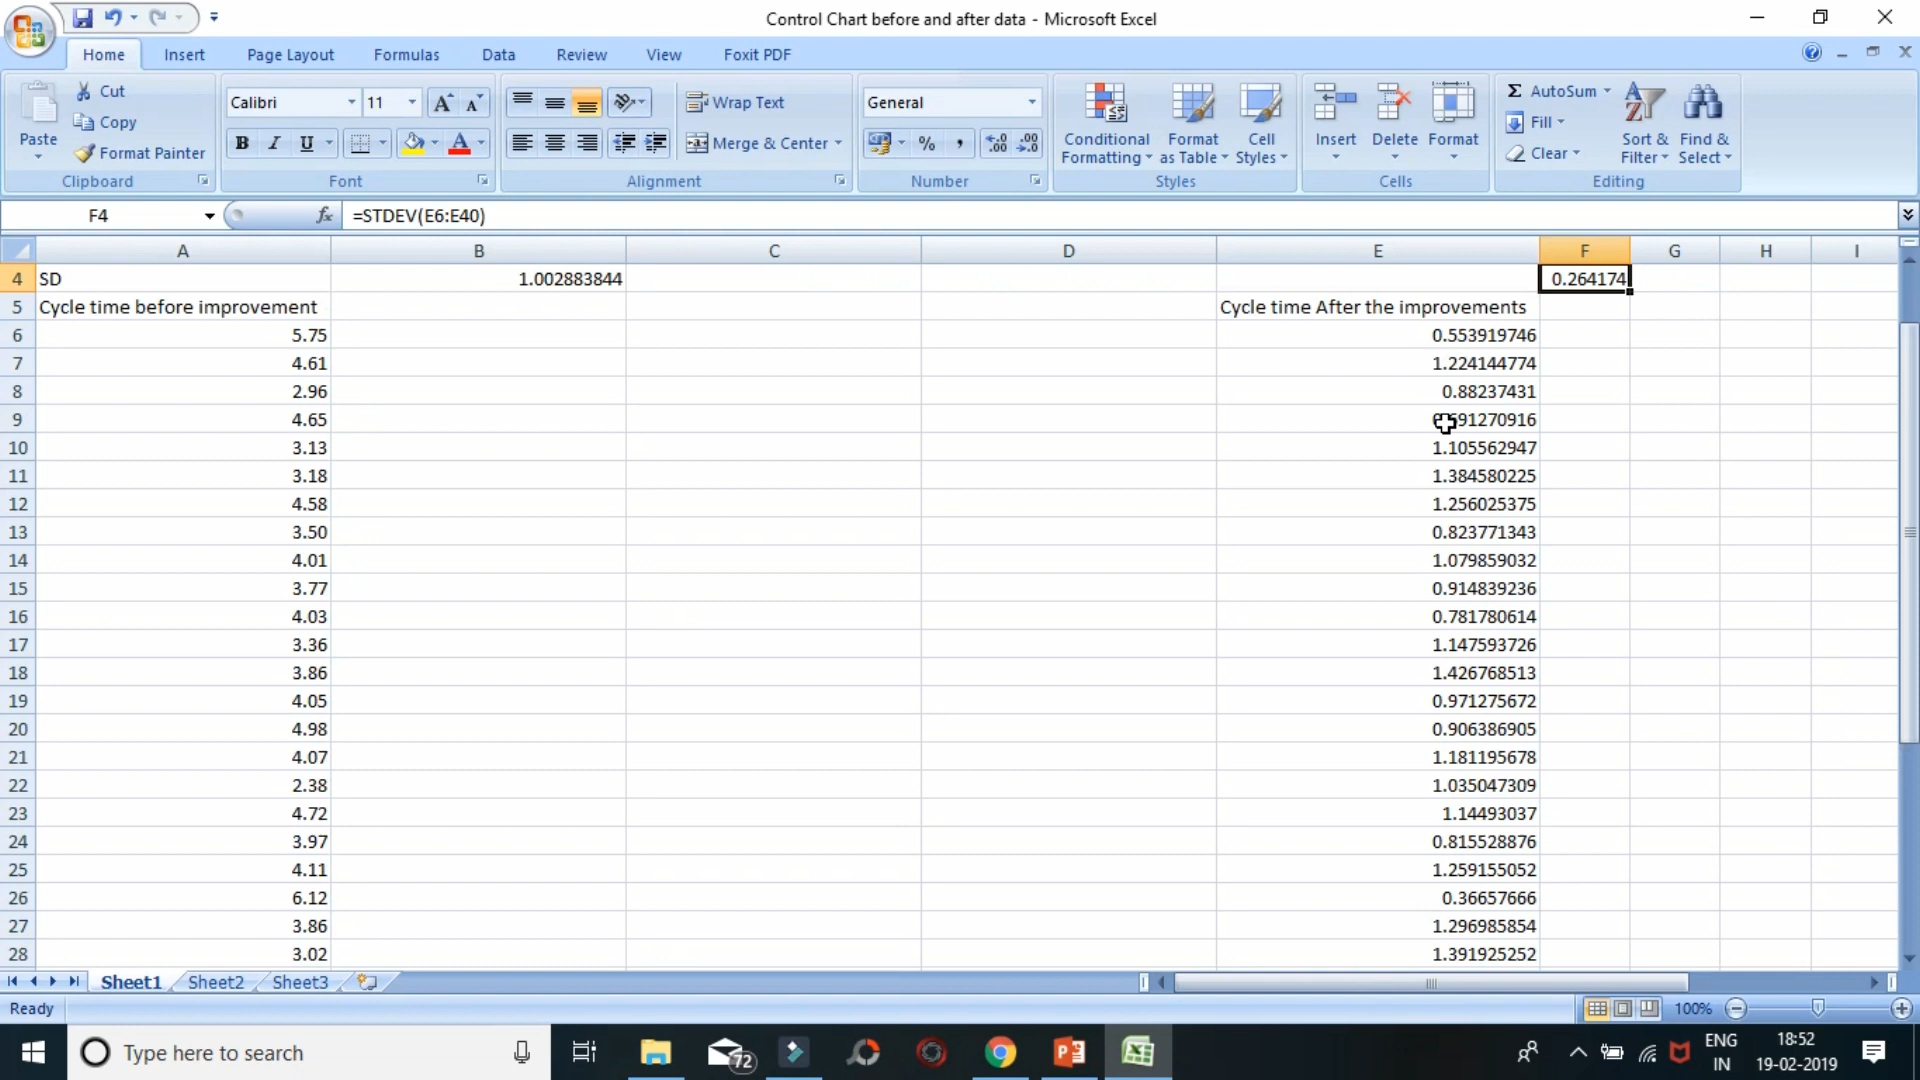 Control Chart before and after data - Microsoft Excel
Home Insert Page Layout Formulas Data Review View Foxit PDF
Paste
Cut
Copy
Format Painter
Clipboard
Calibri 11
B I U
Font
Wrap Text
Merge & Center
Alignment
General
Number
Conditional Formatting
Format as Table
Cell Styles
Styles
Insert Delete Format
Cells
AutoSum
Fill
Clear
Sort & Filter
Find & Select
Editing
F4 fx =STDEV(E6:E40)
A B C D E F G H I
4 SD 1.002883844 0.264174
5 Cycle time before improvement Cycle time After the improvements
6 5.75 0.553919746
7 4.61 1.224144774
8 2.96 0.88237431
9 4.65
10 3.13 1.105562947
11 3.18 1.384580225
12 4.58 1.256025375
13 3.50 0.823771343
14 4.01 1.079859032
15 3.77 0.914839236
16 4.03 0.781780614
17 3.36 1.147593726
18 3.86 1.426768513
19 4.05 0.971275672
20 4.98 0.906386905
21 4.07 1.181195678
22 2.38 1.035047309
23 4.72 1.14493037
24 3.97 0.815528876
25 4.11 1.259155052
26 6.12 0.36657666
27 3.86 1.296985854
28 3.02 1.391925252
Sheet1 Sheet2 Sheet3
Ready 100%
Type here to search
72
ENG
IN
18:52
19-02-2019